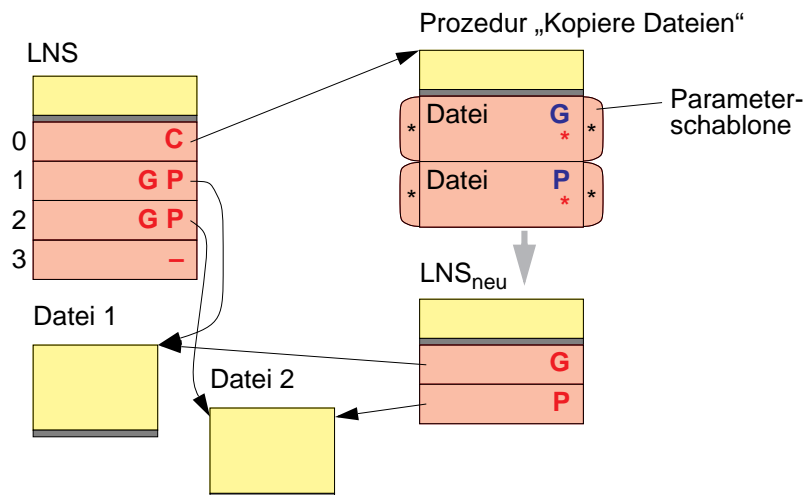 Prozedur „Kopiere Dateien“
LNS
Datei G
* * *
Parameter-
schablone
0 C
1 G P
Datei P
* * *
2 G P
3 –
LNSneu
Datei 1
G
Datei 2
P